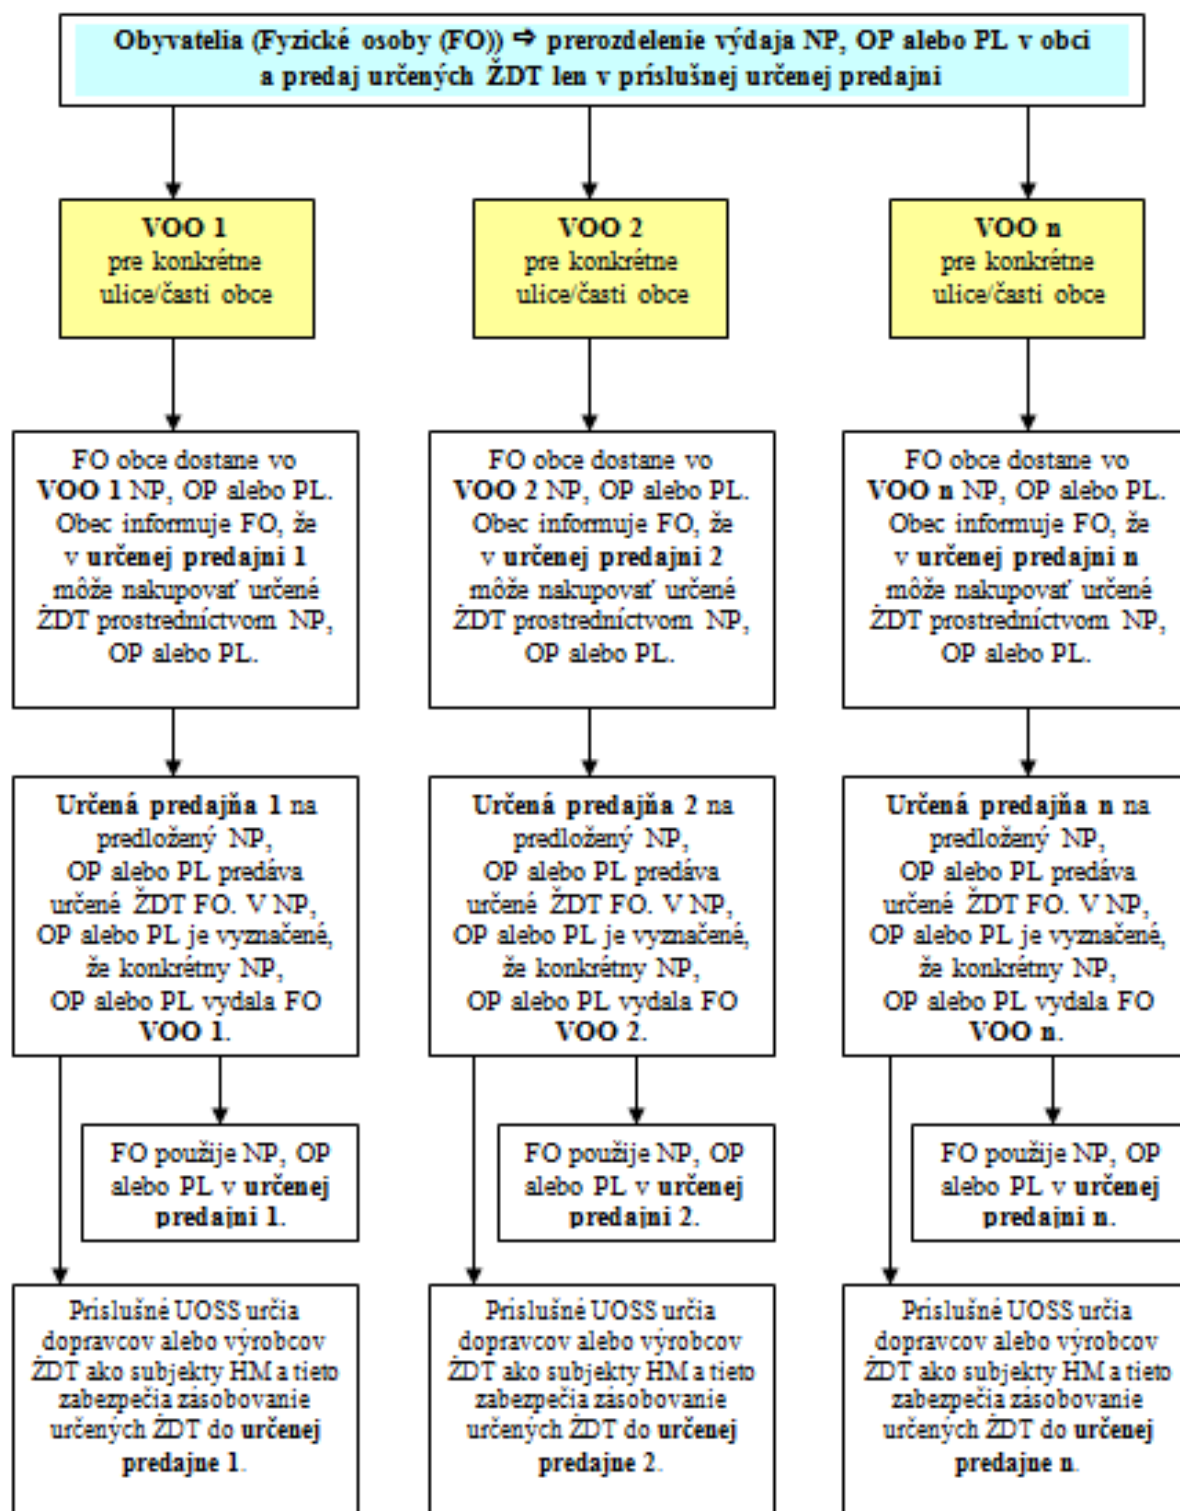 Obyvatelia (Fyzické osoby (FO)) ⇨ prerozdelenie výdaja NP, OP alebo PL v obci
a predaj určených ŽDT len v príslušnej určenej predajni
VOO 1
pre konkrétne
ulice/časti obce
VOO 2
pre konkrétne
ulice/časti obce
VOO n
pre konkrétne
ulice/časti obce
FO obce dostane vo
VOO 1 NP, OP alebo PL.
Obec informuje FO, že
v určenej predajni 1
môže nakupovať určené
ŽDT prostredníctvom NP,
OP alebo PL.
FO obce dostane vo
VOO 2 NP, OP alebo PL.
Obec informuje FO, že
v určenej predajni 2
môže nakupovať určené
ŽDT prostredníctvom NP,
OP alebo PL.
FO obce dostane vo
VOO n NP, OP alebo PL.
Obec informuje FO, že
v určenej predajni n
môže nakupovať určené
ŽDT prostredníctvom NP,
OP alebo PL.
Určená predajňa 1 na
predložený NP,
OP alebo PL predáva
určené ŽDT FO. V NP,
OP alebo PL je vyznačené,
že konkrétny NP,
OP alebo PL vydala FO
VOO 1.
Určená predajňa 2 na
predložený NP,
OP alebo PL predáva
určené ŽDT FO. V NP,
OP alebo PL je vyznačené,
že konkrétny NP,
OP alebo PL vydala FO
VOO 2.
Určená predajňa n na
predložený NP,
OP alebo PL predáva
určené ŽDT FO. V NP,
OP alebo PL je vyznačené,
že konkrétny NP,
OP alebo PL vydala FO
VOO n.
FO použije NP, OP
alebo PL v určenej
predajni 1.
FO použije NP, OP
alebo PL v určenej
predajni 2.
FO použije NP, OP
alebo PL v určenej
predajni n.
Príslušné UOSS určia
dopravcov alebo výrobcov
ŽDT ako subjekty HM a tieto
zabezpečia zásobovanie
určených ŽDT do určenej
predajne 1.
Príslušné UOSS určia
dopravcov alebo výrobcov
ŽDT ako subjekty HM a tieto
zabezpečia zásobovanie
určených ŽDT do určenej
predajne 2.
Príslušné UOSS určia
dopravcov alebo výrobcov
ŽDT ako subjekty HM a tieto
zabezpečia zásobovanie
určených ŽDT do určenej
predajne n.